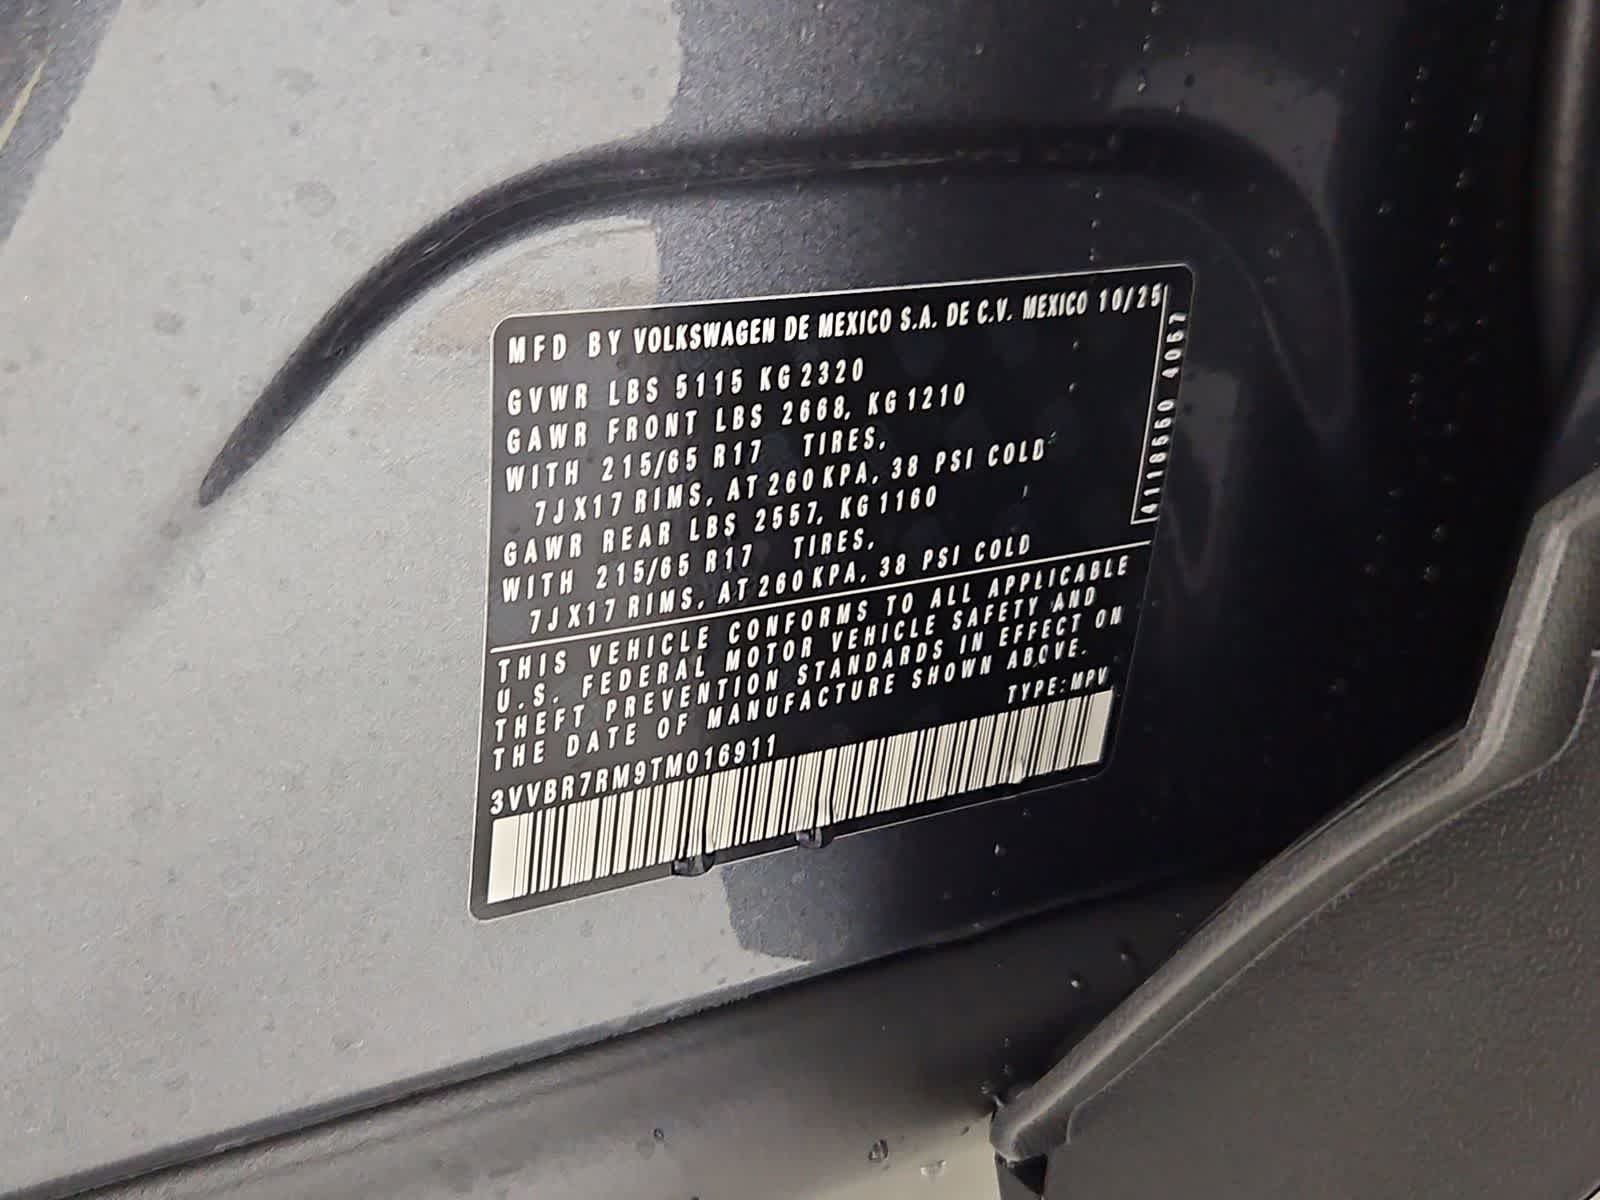 MFD BY VOLKSWAGEN DE MEXICO S.A. DE C.V. MEXICO 10/25
GVWR LBS 5115 KG 2320
GAWR FRONT LBS 2668, KG 1210
WITH 215/65 R17 TIRES,
7JX17 RIMS, AT 260 KPA, 38 PSI COLD
GAWR REAR LBS 2557, KG 1160
WITH 215/65 R17 TIRES,
7JX17 RIMS, AT 260 KPA, 38 PSI COLD
THIS VEHICLE CONFORMS TO ALL APPLICABLE
U.S. FEDERAL MOTOR VEHICLE SAFETY AND
THEFT PREVENTION STANDARDS IN EFFECT ON
THE DATE OF MANUFACTURE SHOWN ABOVE.
TYPE: MPV
3VVBR7RM9TM016911
4118660 4067